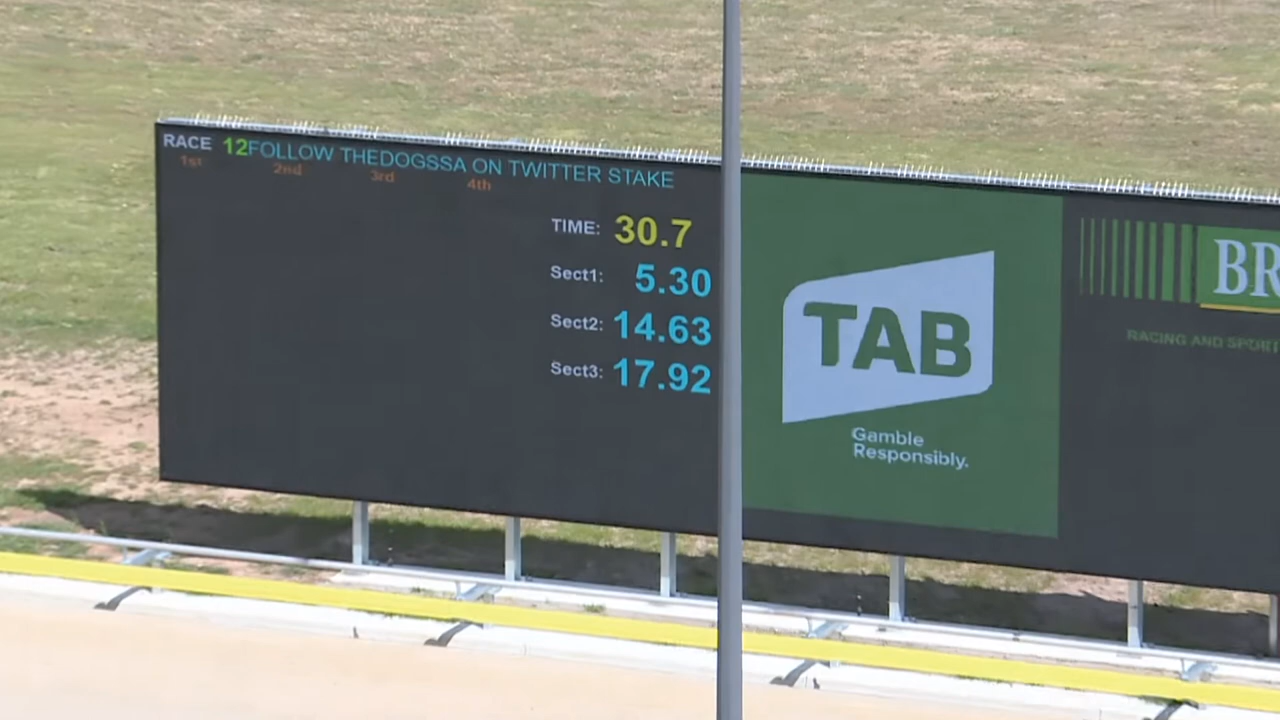 RACE 12FOLLOW THEDOGSSA ON TWITTER STAKE
1st 2nd 3rd 4th
TIME: 30.7
Sect1: 5.30
Sect2: 14.63
Sect3: 17.92
TAB
Gamble
Responsibly.
BR
RACING AND SPORT